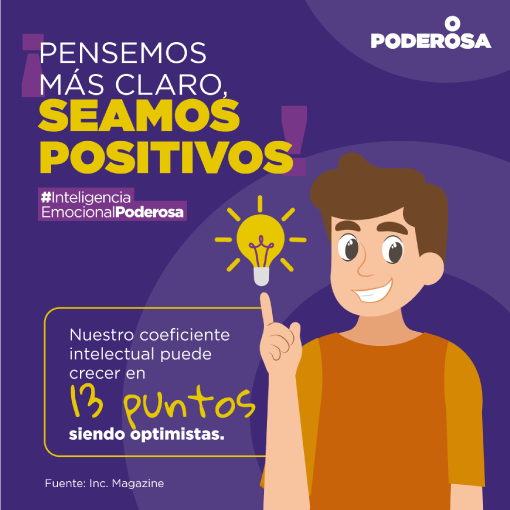 PODEROSA
¡PENSEMOS
MÁS CLARO,
SEAMOS
POSITIVOS!
#Inteligencia
EmocionalPoderosa
Nuestro coeficiente
intelectual puede
crecer en
13 puntos
siendo optimistas.
Fuente: Inc. Magazine